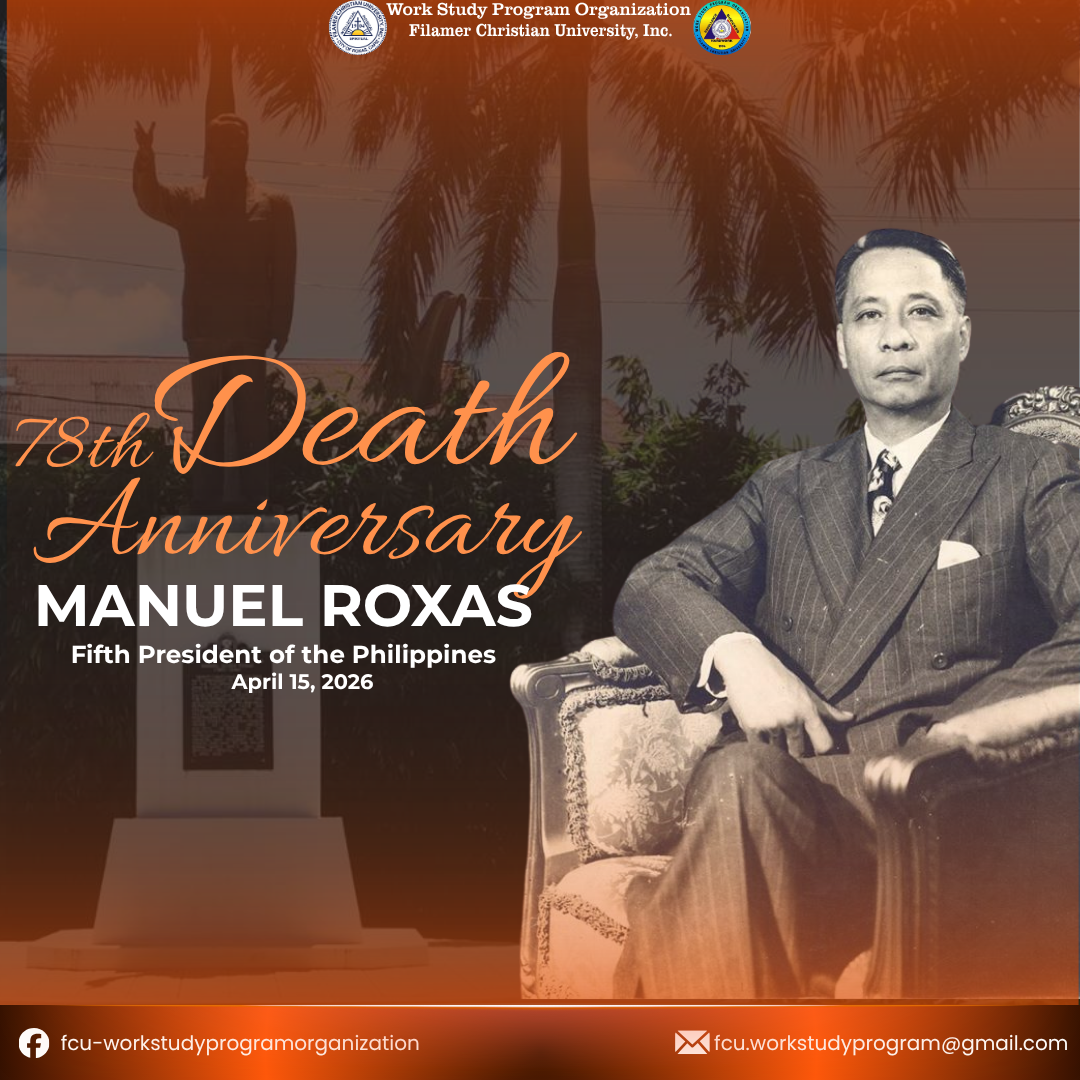 Work Study Program Organization
Filamer Christian University, Inc.
78th Death
Anniversary
MANUEL ROXAS
Fifth President of the Philippines
April 15, 2026
fcu-workstudyprogramorganization
fcu.workstudyprogram@gmail.com